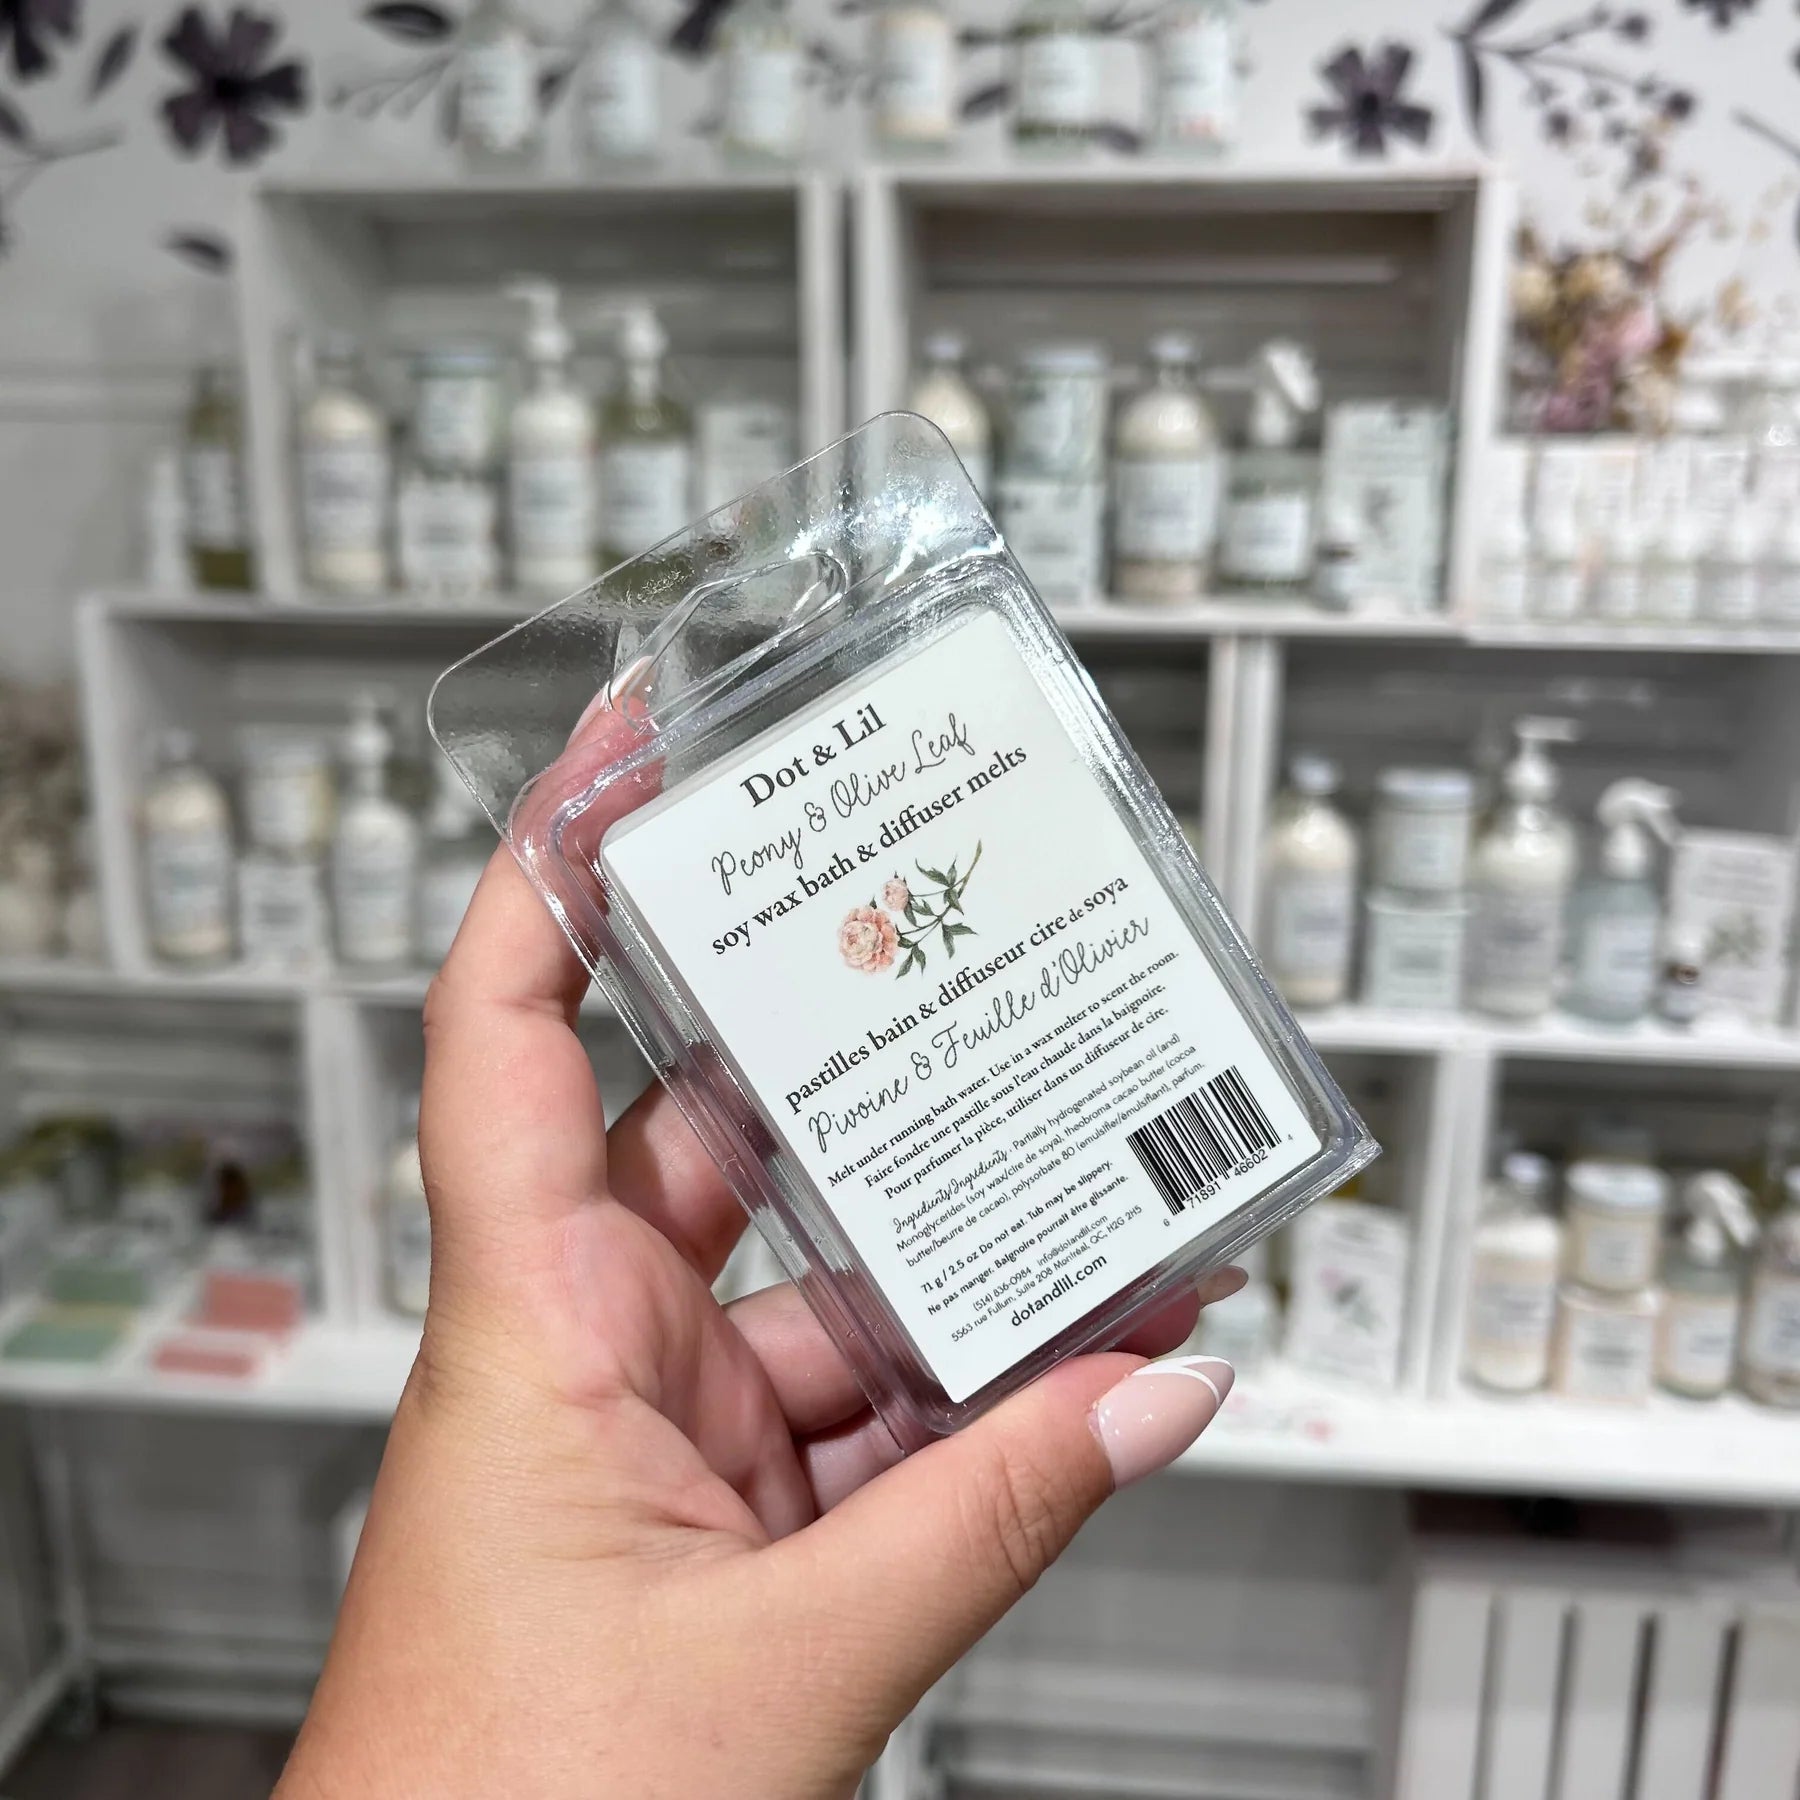 Dot & Lil
Peony & Olive Leaf
soy wax bath & diffuser melts
pastilles bain & diffuseur cire de soya
Pivoine & Feuille d'Olivier
Melt under running bath water. Use in a wax melter to scent the room.
Faire fondre une pastille sous l'eau chaude dans la baignoire.
Pour parfumer la pièce, utiliser dans un diffuseur de cire.
Ingredients/Ingrédients: Partially hydrogenated soybean oil (and)
Monoglycerides (soy wax/cire de soya), theobroma cacao butter (cocoa
butter/beurre de cacao), polysorbate 80 (emulsifier/émulsifiant), parfum.
71 g / 2.5 oz Do not eat. Tub may be slippery.
Ne pas manger. Baignoire pourrait être glissante.
(514) 836-0984 info@dotandlil.com
5563 rue Fullum, Suite 208 Montréal, QC, H2G 2H5
dotandlil.com
6 71891 46602 4